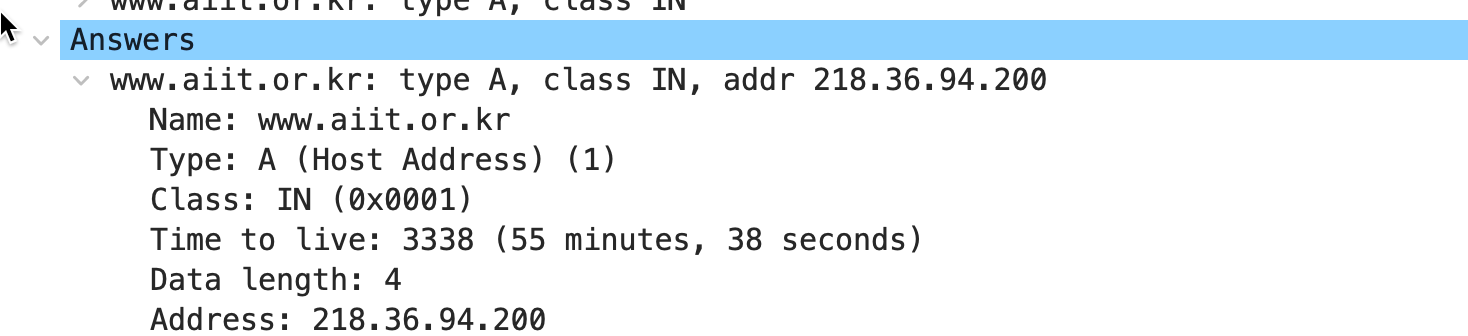 www.aiit.or.kr: type A, class IN
Answers
www.aiit.or.kr: type A, class IN, addr 218.36.94.200
Name: www.aiit.or.kr
Type: A (Host Address) (1)
Class: IN (0x0001)
Time to live: 3338 (55 minutes, 38 seconds)
Data length: 4
Address: 218.36.94.200